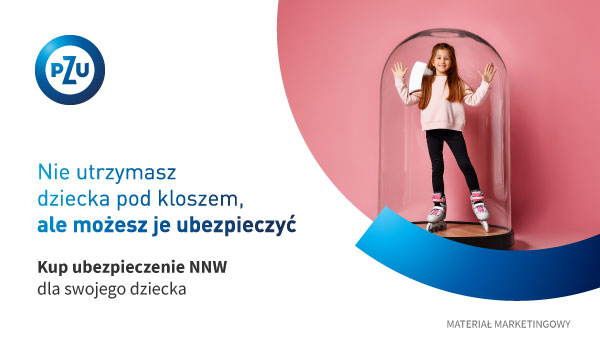 PZU
Nie utrzymasz
dziecka pod kloszem,
ale możesz je ubezpieczyć
Kup ubezpieczenie NNW
dla swojego dziecka
MATERIAŁ MARKETINGOWY